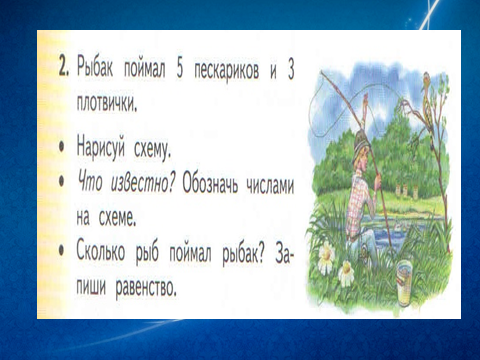 2. Рыбак поймал 5 пескариков и 3
плотвички.
• Нарисуй схему.
• Что известно? Обозначь числами
на схеме.
• Сколько рыб поймал рыбак? За-
пиши равенство.